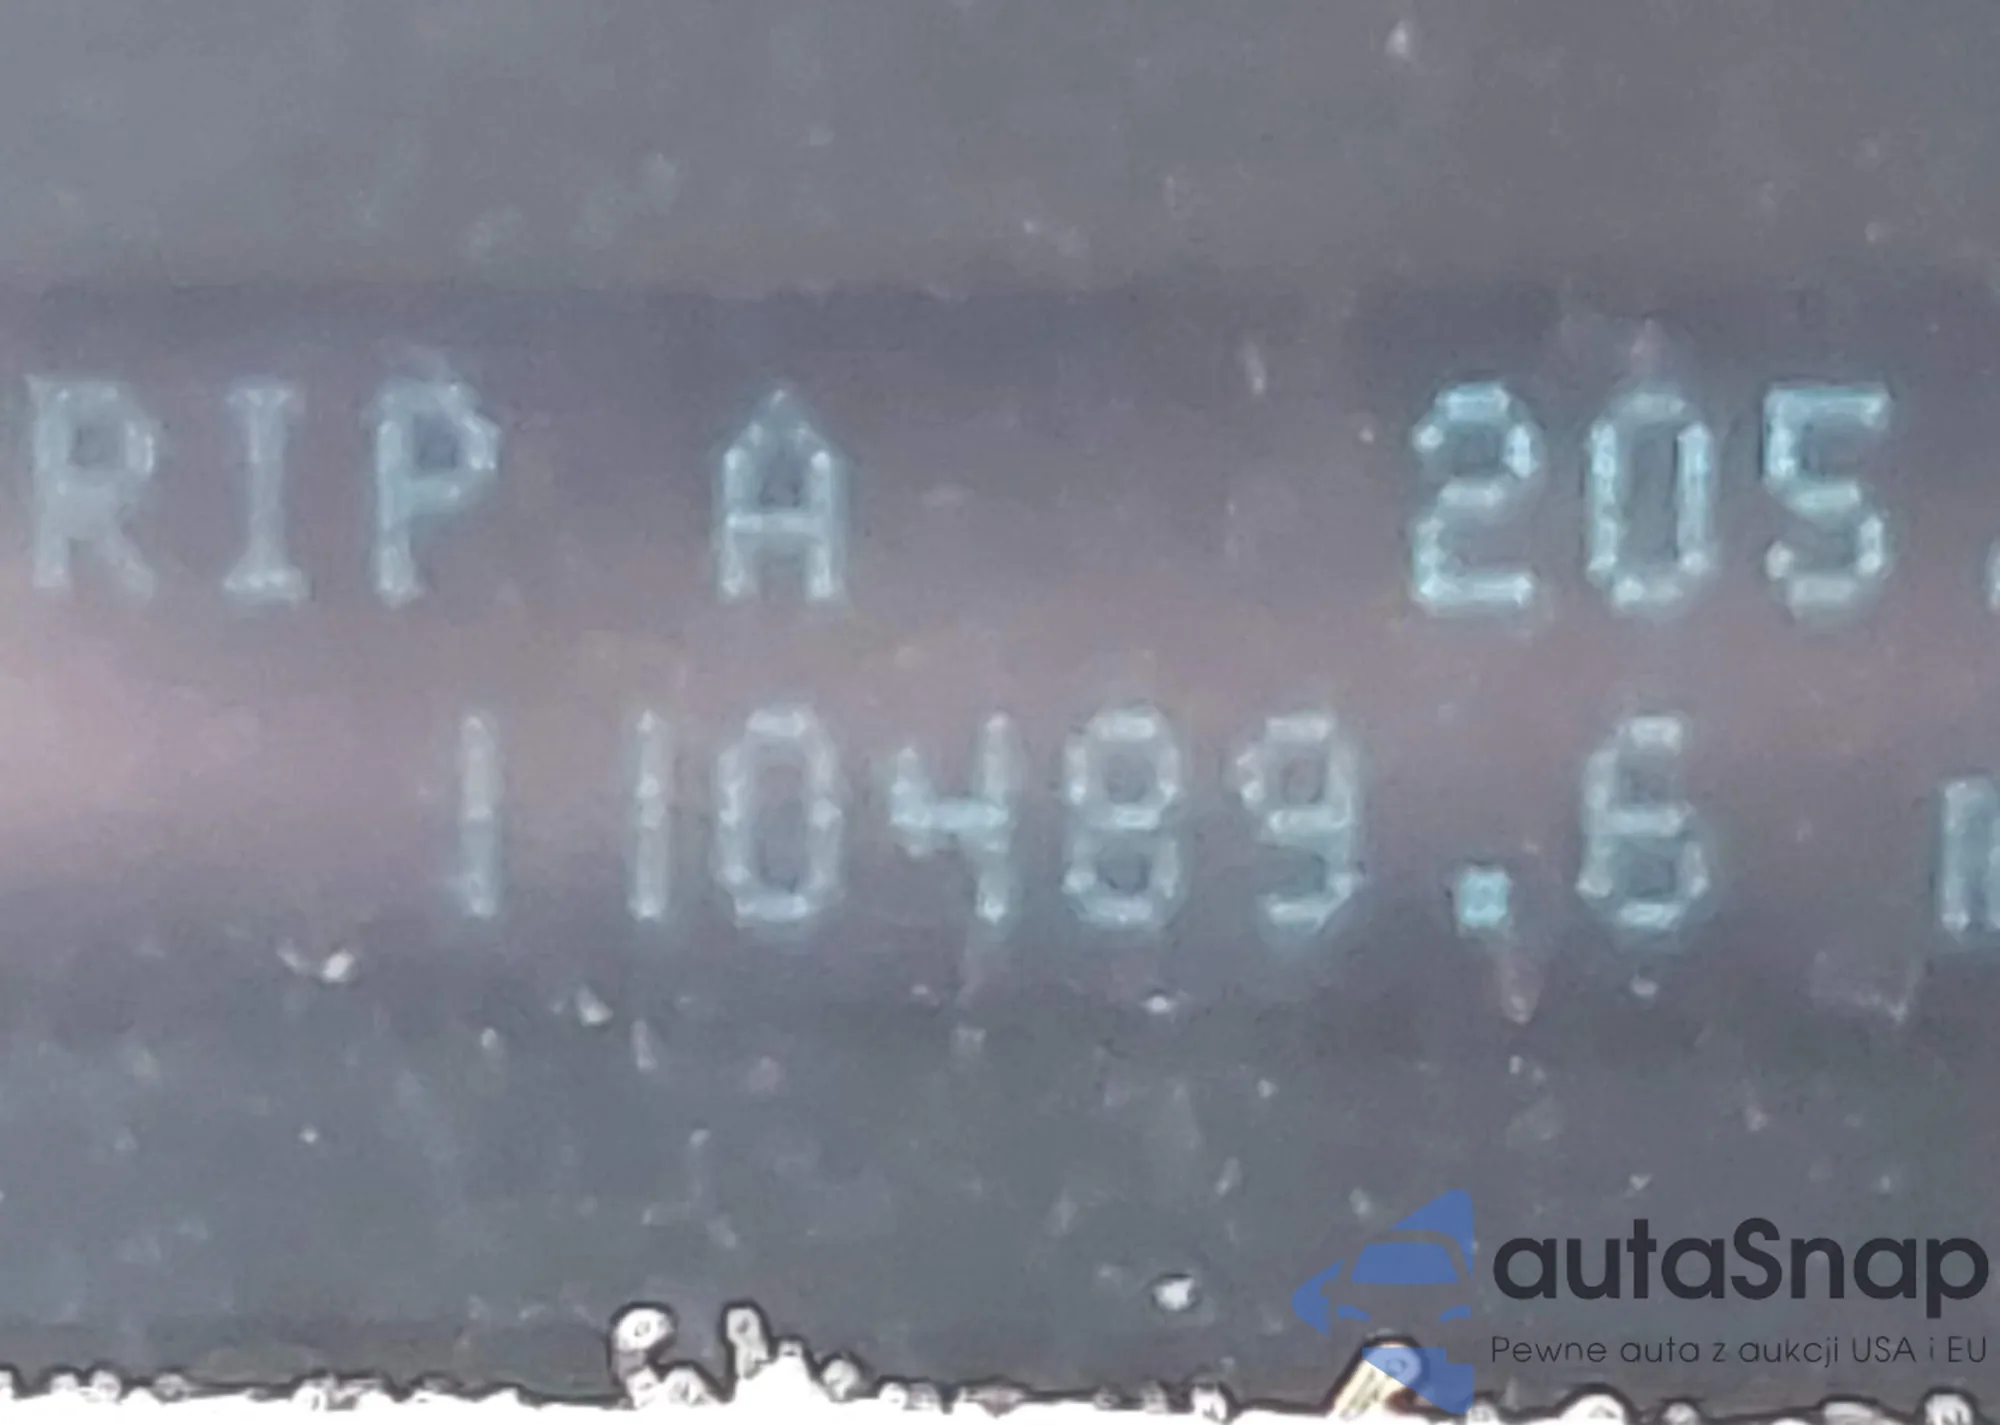 RIP A 205.
110489.6
autaSnap
Pewne auta z aukcji USA i EU